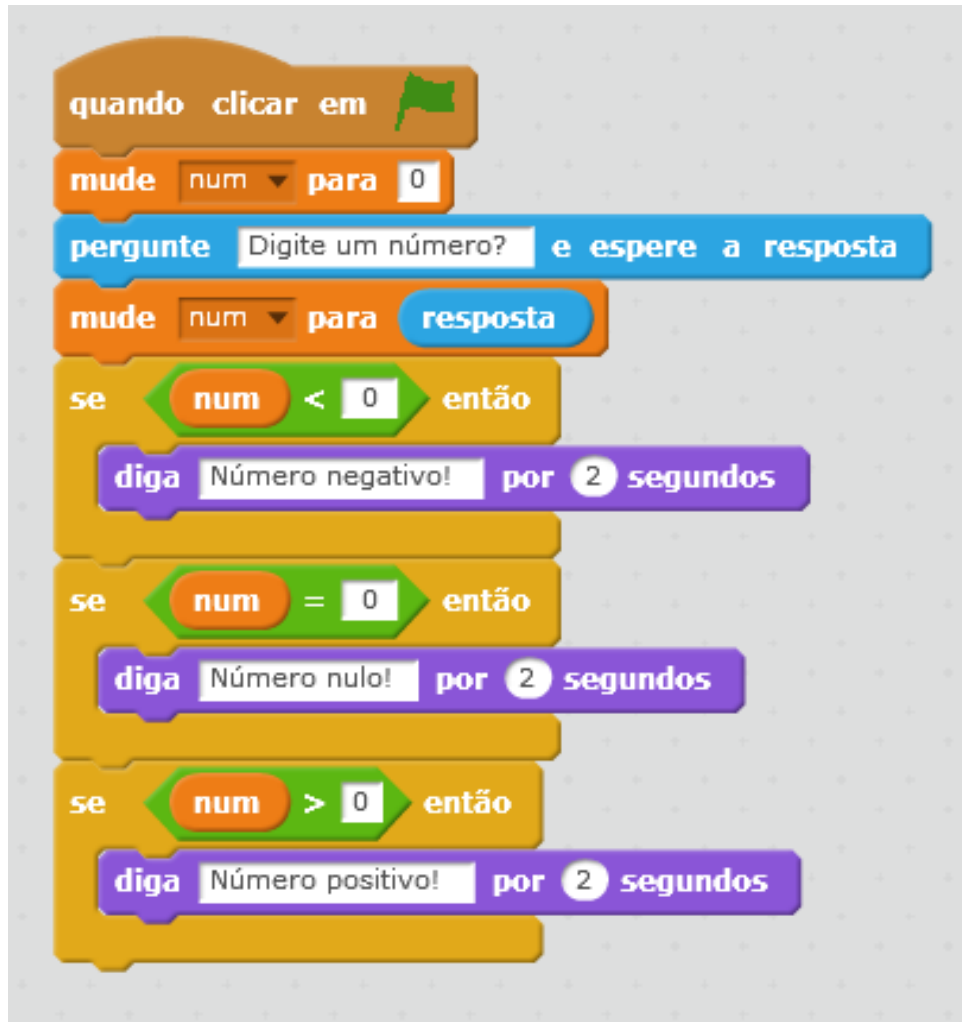 quando clicar em
mude num para 0
pergunte Digite um número? e espere a resposta
mude num para resposta
se num < 0 então
diga Número negativo! por 2 segundos
se num = 0 então
diga Número nulo! por 2 segundos
se num > 0 então
diga Número positivo! por 2 segundos